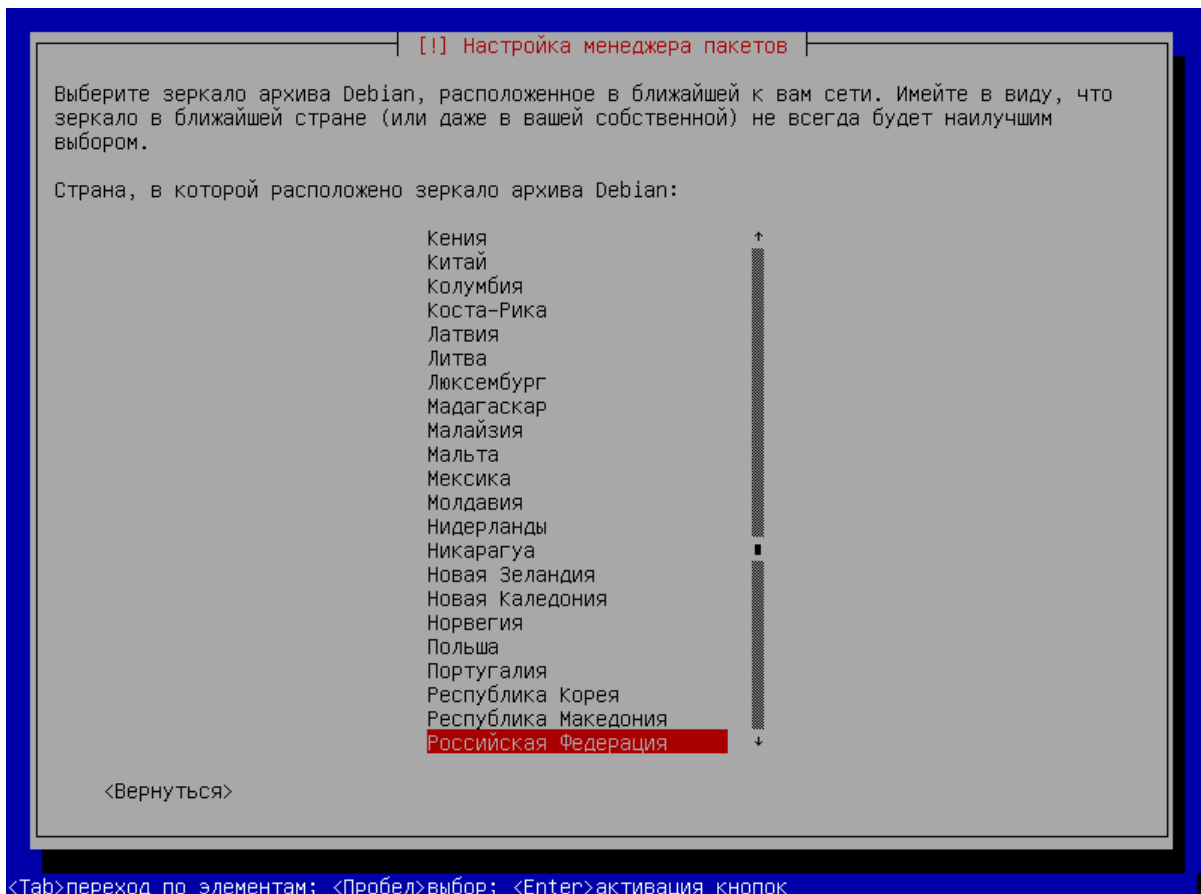 [!] Настройка менеджера пакетов
Выберите зеркало архива Debian, расположенное в ближайшей к вам сети. Имейте в виду, что
зеркало в ближайшей стране (или даже в вашей собственной) не всегда будет наилучшим
выбором.
Страна, в которой расположено зеркало архива Debian:
Кения
Китай
Колумбия
Коста-Рика
Латвия
Литва
Люксембург
Мадагаскар
Малайзия
Мальта
Мексика
Молдавия
Нидерланды
Никарагуа
Новая Зеландия
Новая Каледония
Норвегия
Польша
Португалия
Республика Корея
Республика Македония
Российская Федерация
<Вернуться>
<Tab>переход по элементам; <Пробел>выбор; <Enter>активация кнопок